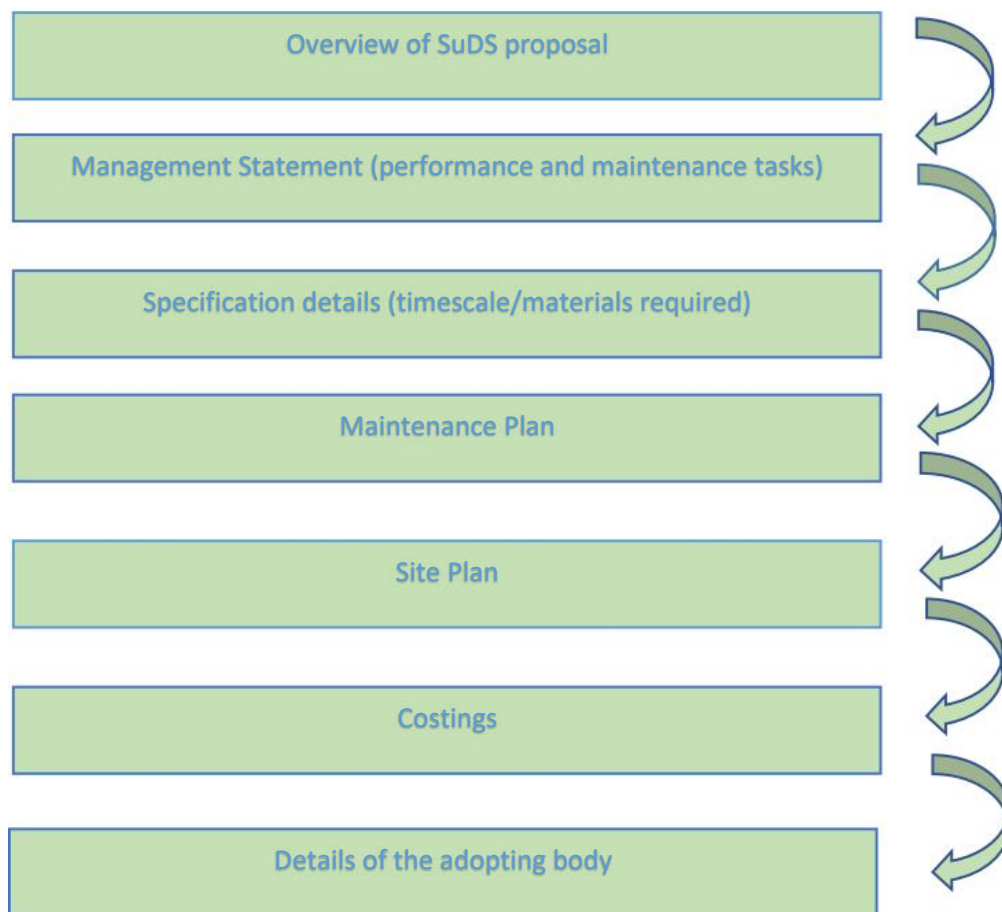 Overview of SuDS proposal
Management Statement (performance and maintenance tasks)
Specification details (timescale/materials required)
Maintenance Plan
Site Plan
Costings
Details of the adopting body